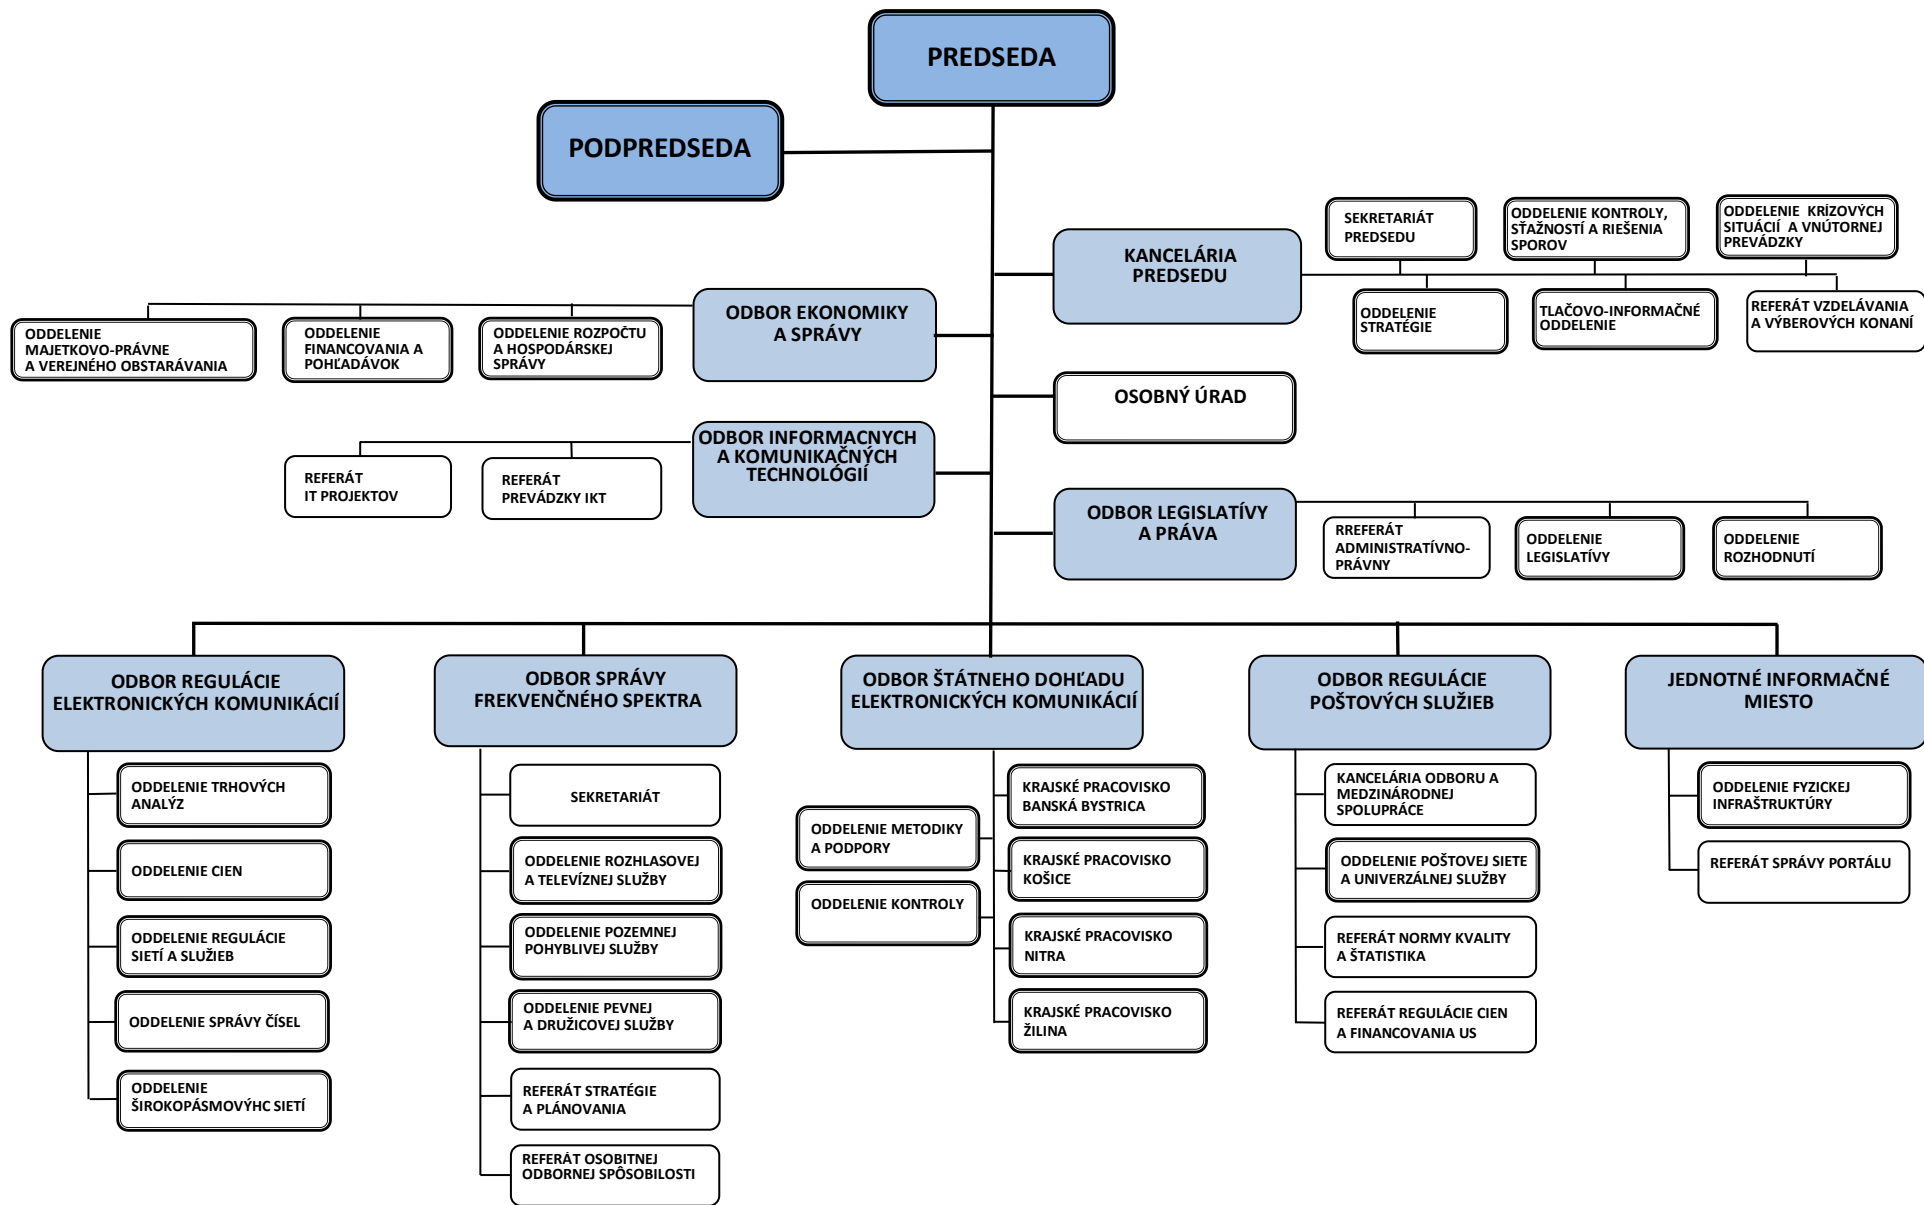 PREDSEDA
PODPREDSEDA
KANCELÁRIA
PREDSEDU
SEKRETARIÁT
PREDSEDU
ODDELENIE KONTROLY,
SŤAŽNOSTÍ A RIEŠENIA
SPOROV
ODDELENIE KRÍZOVÝCH
SITUÁCIÍ A VNÚTORNEJ
PREVÁDZKY
ODDELENIE
STRATÉGIE
TLAČOVO-INFORMAČNÉ
ODDELENIE
REFERÁT VZDELÁVANIA
A VÝBEROVÝCH KONANÍ
ODBOR EKONOMIKY
A SPRÁVY
ODDELENIE
MAJETKOVO-PRÁVNE
A VEREJNÉHO OBSTARÁVANIA
ODDELENIE
FINANCOVANIA A
POHĽADÁVOK
ODDELENIE ROZPOČTU
A HOSPODÁRSKEJ
SPRÁVY
OSOBNÝ ÚRAD
ODBOR INFORMACNYCH
A KOMUNIKAČNÝCH
TECHNOLÓGIÍ
REFERÁT
IT PROJEKTOV
REFERÁT
PREVÁDZKY IKT
ODBOR LEGISLATÍVY
A PRÁVA
RREFERÁT
ADMINISTRATÍVNO-
PRÁVNY
ODDELENIE
LEGISLATÍVY
ODDELENIE
ROZHODNUTÍ
ODBOR REGULÁCIE
ELEKTRONICKÝCH KOMUNIKÁCIÍ
ODDELENIE TRHOVÝCH
ANALÝZ
ODDELENIE CIEN
ODDELENIE REGULÁCIE
SIETÍ A SLUŽIEB
ODDELENIE SPRÁVY ČÍSEL
ODDELENIE
ŠIROKOPÁSMOVÝHC SIETÍ
ODBOR SPRÁVY
FREKVENČNÉHO SPEKTRA
SEKRETARIÁT
ODDELENIE ROZHLASOVEJ
A TELEVÍZNEJ SLUŽBY
ODDELENIE POZEMNEJ
POHYBLIVEJ SLUŽBY
ODDELENIE PEVNEJ
A DRUŽICOVEJ SLUŽBY
REFERÁT STRATÉGIE
A PLÁNOVANIA
REFERÁT OSOBITNEJ
ODBORNEJ SPÔSOBILOSTI
ODBOR ŠTÁTNEHO DOHĽADU
ELEKTRONICKÝCH KOMUNIKÁCIÍ
ODDELENIE METODIKY
A PODPORY
ODDELENIE KONTROLY
KRAJSKÉ PRACOVISKO
BANSKÁ BYSTRICA
KRAJSKÉ PRACOVISKO
KOŠICE
KRAJSKÉ PRACOVISKO
NITRA
KRAJSKÉ PRACOVISKO
ŽILINA
ODBOR REGULÁCIE
POŠTOVÝCH SLUŽIEB
KANCELÁRIA ODBORU A
MEDZINÁRODNEJ
SPOLUPRÁCE
ODDELENIE POŠTOVEJ SIETE
A UNIVERZÁLNEJ SLUŽBY
REFERÁT NORMY KVALITY
A ŠTATISTIKA
REFERÁT REGULÁCIE CIEN
A FINANCOVANIA US
JEDNOTNÉ INFORMAČNÉ
MIESTO
ODDELENIE FYZICKEJ
INFRAŠTRUKTÚRY
REFERÁT SPRÁVY PORTÁLU